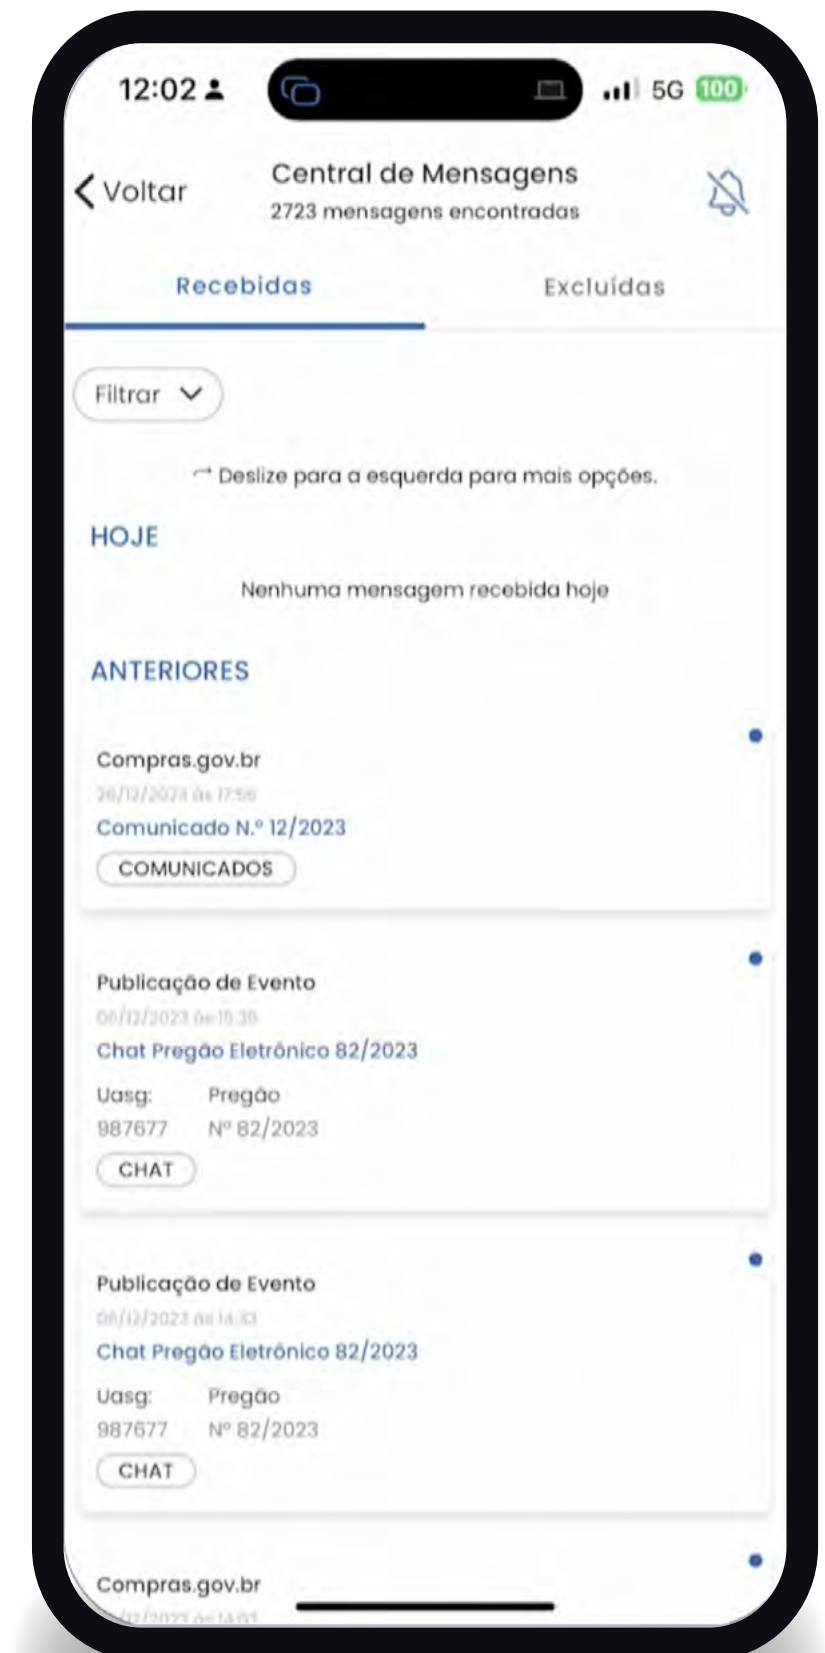 12:02
5G 100
Voltar
Central de Mensagens
2723 mensagens encontradas
Recebidas
Excluídas
Filtrar
Deslize para a esquerda para mais opções.
HOJE
Nenhuma mensagem recebida hoje
ANTERIORES
Compras.gov.br
Comunicado N.º 12/2023
COMUNICADOS
Publicação de Evento
Chat Pregão Eletrônico 82/2023
Uasg: Pregão
987677 Nº 82/2023
CHAT
Publicação de Evento
Chat Pregão Eletrônico 82/2023
Uasg: Pregão
987677 Nº 82/2023
CHAT
Compras.gov.br